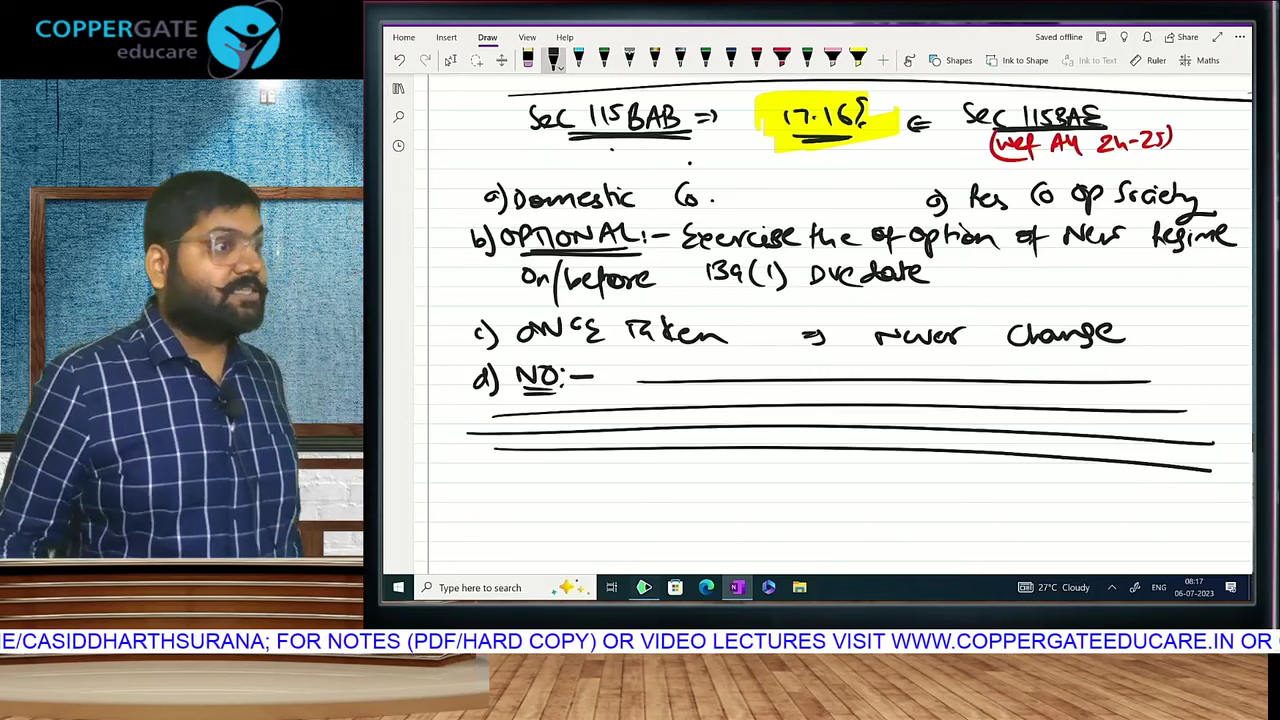 COPPERGATE
educare
Home Insert Draw View Help
Saved offline
Share
Shapes
Ink to Shape
Ink to Text
Ruler
Maths
Sec 115BAB => 17.16% <= Sec 115BAE
(wef AY 24-25)
a) Domestic Co. a) Res Co op Society
b) OPTIONAL:- Exercise the of option of New Regime
on/before 139(1) Due date
c) ONCE Taken => Never Change
d) NO:-
Type here to search
27°C Cloudy
ENG
08:17
06-07-2023
E/CASIDDHARTHSURANA; FOR NOTES (PDF/HARD COPY) OR VIDEO LECTURES VISIT WWW.COPPERGATEEDUCARE.IN OR